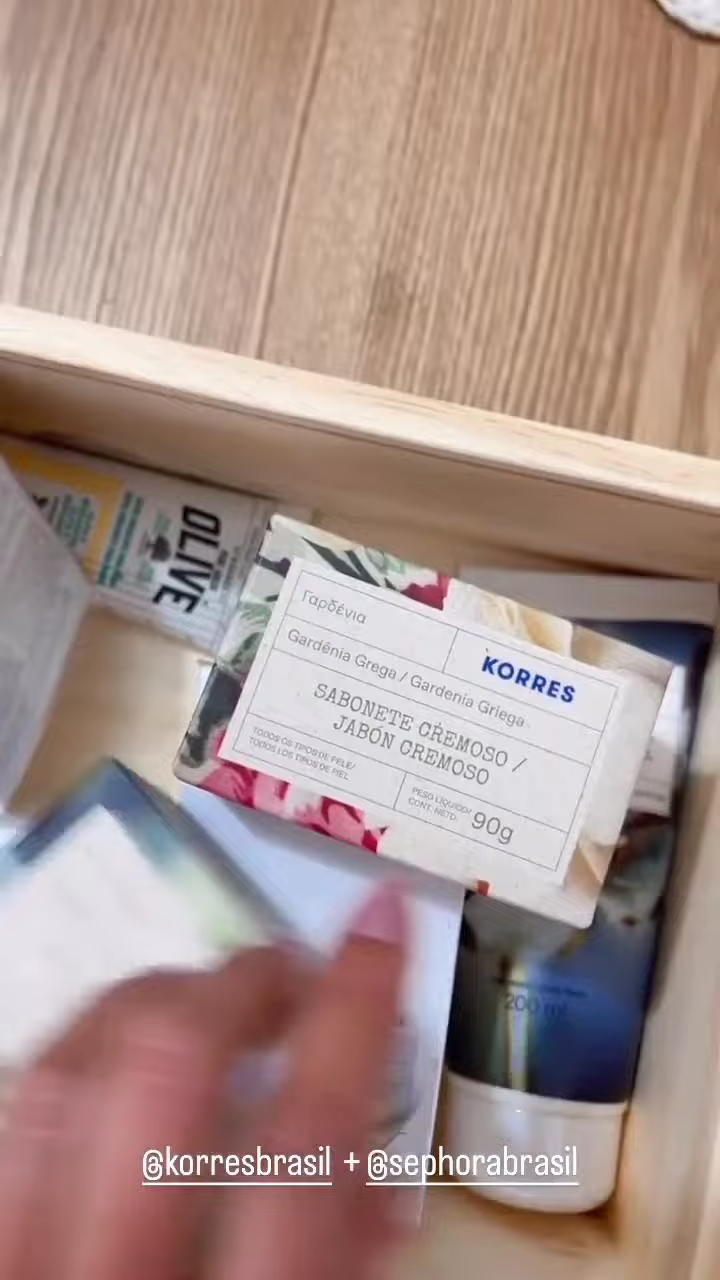 OLIVE
Γαρδένια
KORRES
Gardênia Grega / Gardenia Griega
SABONETE CREMOSO /
JABÓN CREMOSO
TODOS OS TIPOS DE PELE/
TODOS LOS TIPOS DE PIEL
PESO LÍQUIDO/
CONT. NETO:
90g
200 ml
@korresbrasil + @sephorabrasil